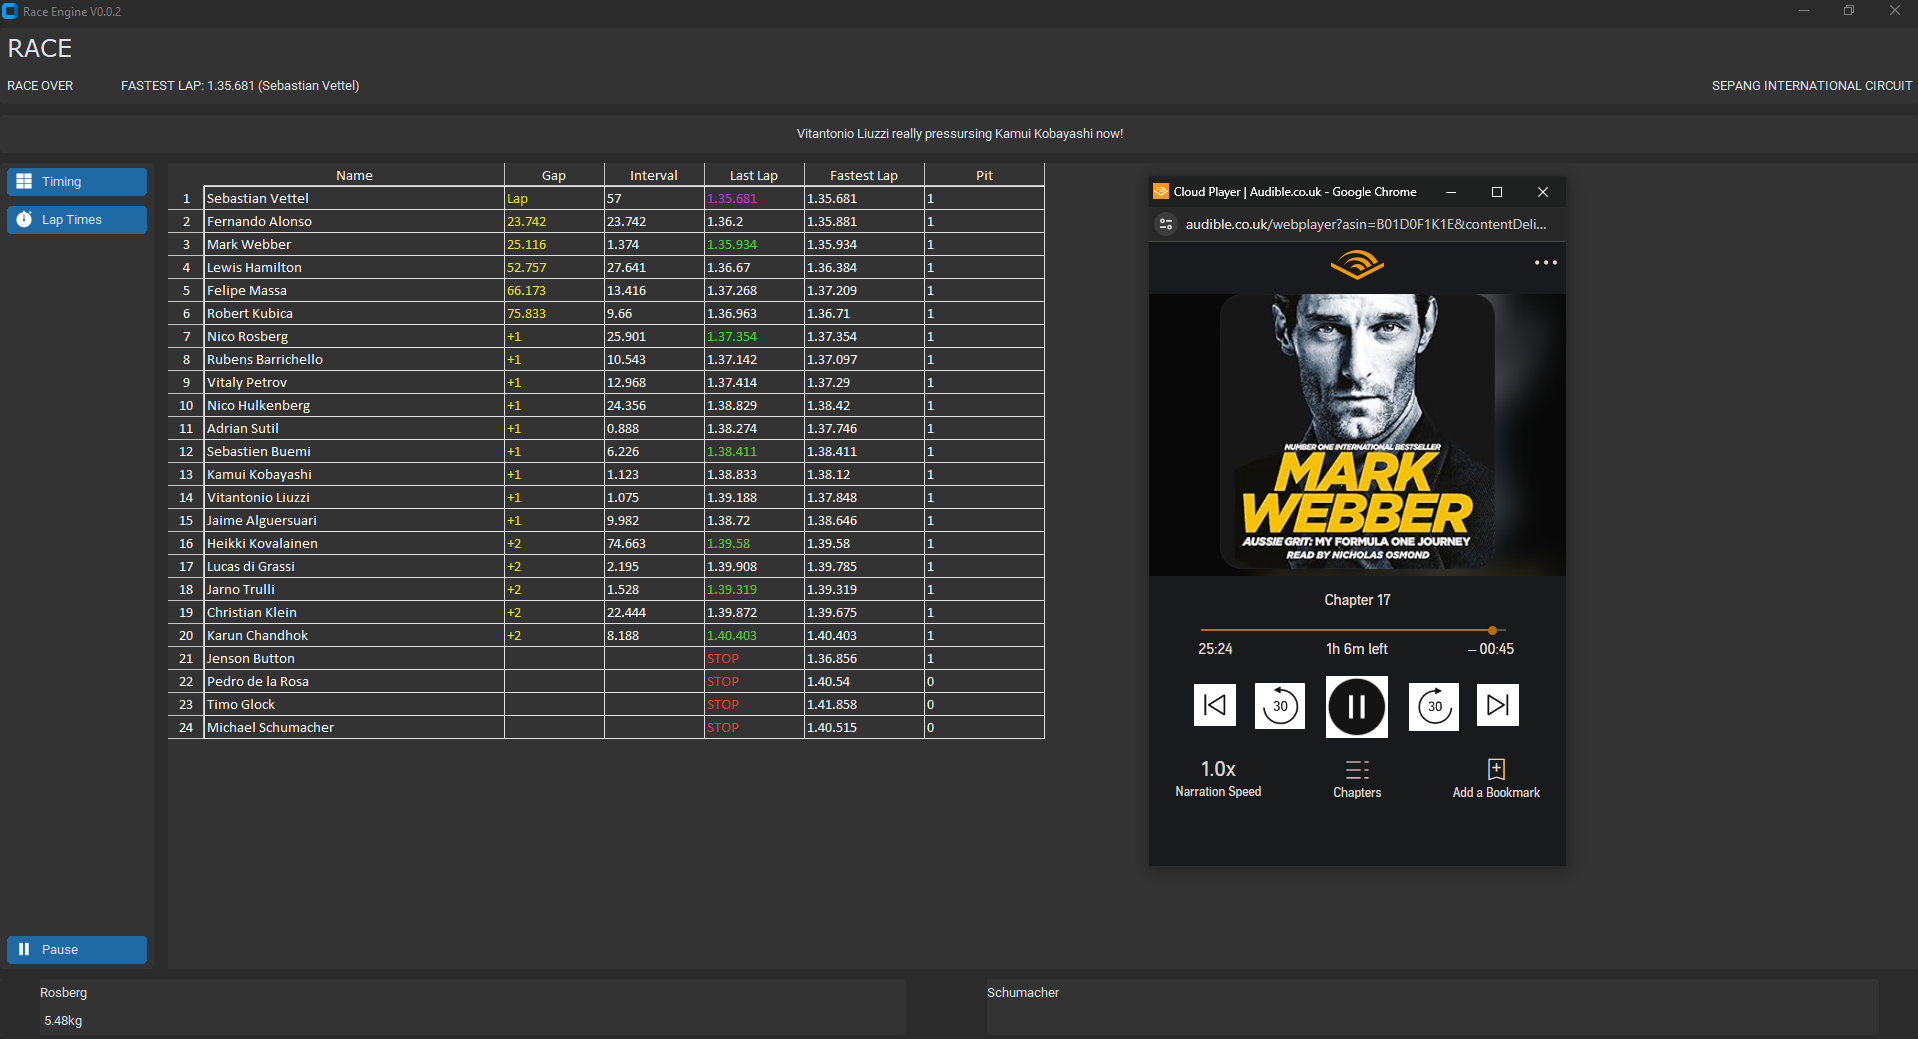 Race Engine V0.0.2
RACE
RACE OVER FASTEST LAP: 1.35.681 (Sebastian Vettel) SEPANG INTERNATIONAL CIRCUIT
Vitantonio Liuzzi really pressursing Kamui Kobayashi now!
Timing
Lap Times
Name Gap Interval Last Lap Fastest Lap Pit
1 Sebastian Vettel Lap 57 1.35.681 1.35.681 1
2 Fernando Alonso 23.742 23.742 1.36.2 1.35.881 1
3 Mark Webber 25.116 1.374 1.35.934 1.35.934 1
4 Lewis Hamilton 52.757 27.641 1.36.67 1.36.384 1
5 Felipe Massa 66.173 13.416 1.37.268 1.37.209 1
6 Robert Kubica 75.833 9.66 1.36.963 1.36.71 1
7 Nico Rosberg +1 25.901 1.37.354 1.37.354 1
8 Rubens Barrichello +1 10.543 1.37.142 1.37.097 1
9 Vitaly Petrov +1 12.968 1.37.414 1.37.29 1
10 Nico Hulkenberg +1 24.356 1.38.829 1.38.42 1
11 Adrian Sutil +1 0.888 1.38.274 1.37.746 1
12 Sebastien Buemi +1 6.226 1.38.411 1.38.411 1
13 Kamui Kobayashi +1 1.123 1.38.833 1.38.12 1
14 Vitantonio Liuzzi +1 1.075 1.39.188 1.37.848 1
15 Jaime Alguersuari +1 9.982 1.38.72 1.38.646 1
16 Heikki Kovalainen +2 74.663 1.39.58 1.39.58 1
17 Lucas di Grassi +2 2.195 1.39.908 1.39.785 1
18 Jarno Trulli +2 1.528 1.39.319 1.39.319 1
19 Christian Klein +2 22.444 1.39.872 1.39.675 1
20 Karun Chandhok +2 8.188 1.40.403 1.40.403 1
21 Jenson Button STOP 1.36.856 1
22 Pedro de la Rosa STOP 1.40.54 0
23 Timo Glock STOP 1.41.858 0
24 Michael Schumacher STOP 1.40.515 0
Cloud Player | Audible.co.uk - Google Chrome
audible.co.uk/webplayer?asin=B01D0F1K1E&contentDeli...
NUMBER ONE INTERNATIONAL BESTSELLER
MARK
WEBBER
AUSSIE GRIT: MY FORMULA ONE JOURNEY
READ BY NICHOLAS OSMOND
Chapter 17
25:24 1h 6m left – 00:45
30 30
1.0x
Narration Speed Chapters Add a Bookmark
Pause
Rosberg Schumacher
5.48kg